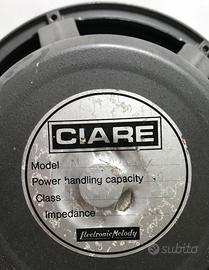 CIARE
Model
Power handling capacity
Class
Impedance
Electronic Melody
subito